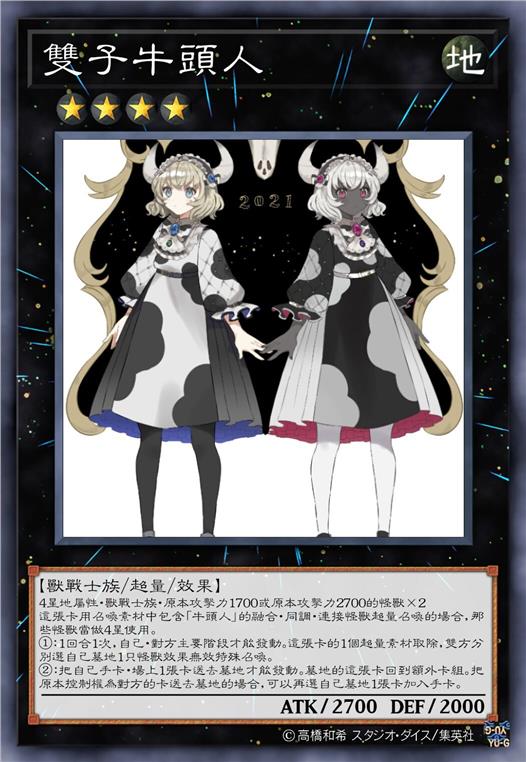 雙子牛頭人
地
2021
【獸戰士族/超量/效果】
4星地屬性・獸戰士族・原本攻擊力1700或原本攻擊力2700的怪獸×2
這張卡用召喚素材中包含「牛頭人」的融合・同調・連接怪獸超量召喚的場合,那
些怪獸當做4星使用。
①:1回合1次,自己・對方主要階段才能發動。這張卡的1個超量素材取除,雙方分
別選自己墓地1只怪獸效果無效特殊召喚。
②:把自己手卡・場上1張卡送去墓地才能發動。墓地的這張卡回到額外卡組。把
原本控制權為對方的卡送去墓地的場合,可以再選自己墓地1張卡加入手卡。
ATK/2700 DEF/2000
©高橋和希 スタジオ・ダイス/集英社